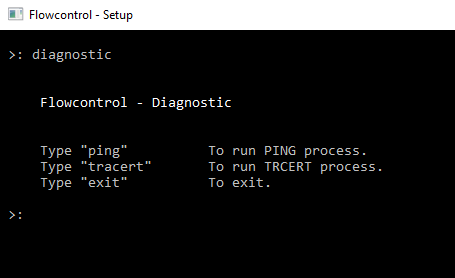 Flowcontrol - Setup
>: diagnostic
Flowcontrol - Diagnostic
Type "ping" To run PING process.
Type "tracert" To run TRCERT process.
Type "exit" To exit.
>: